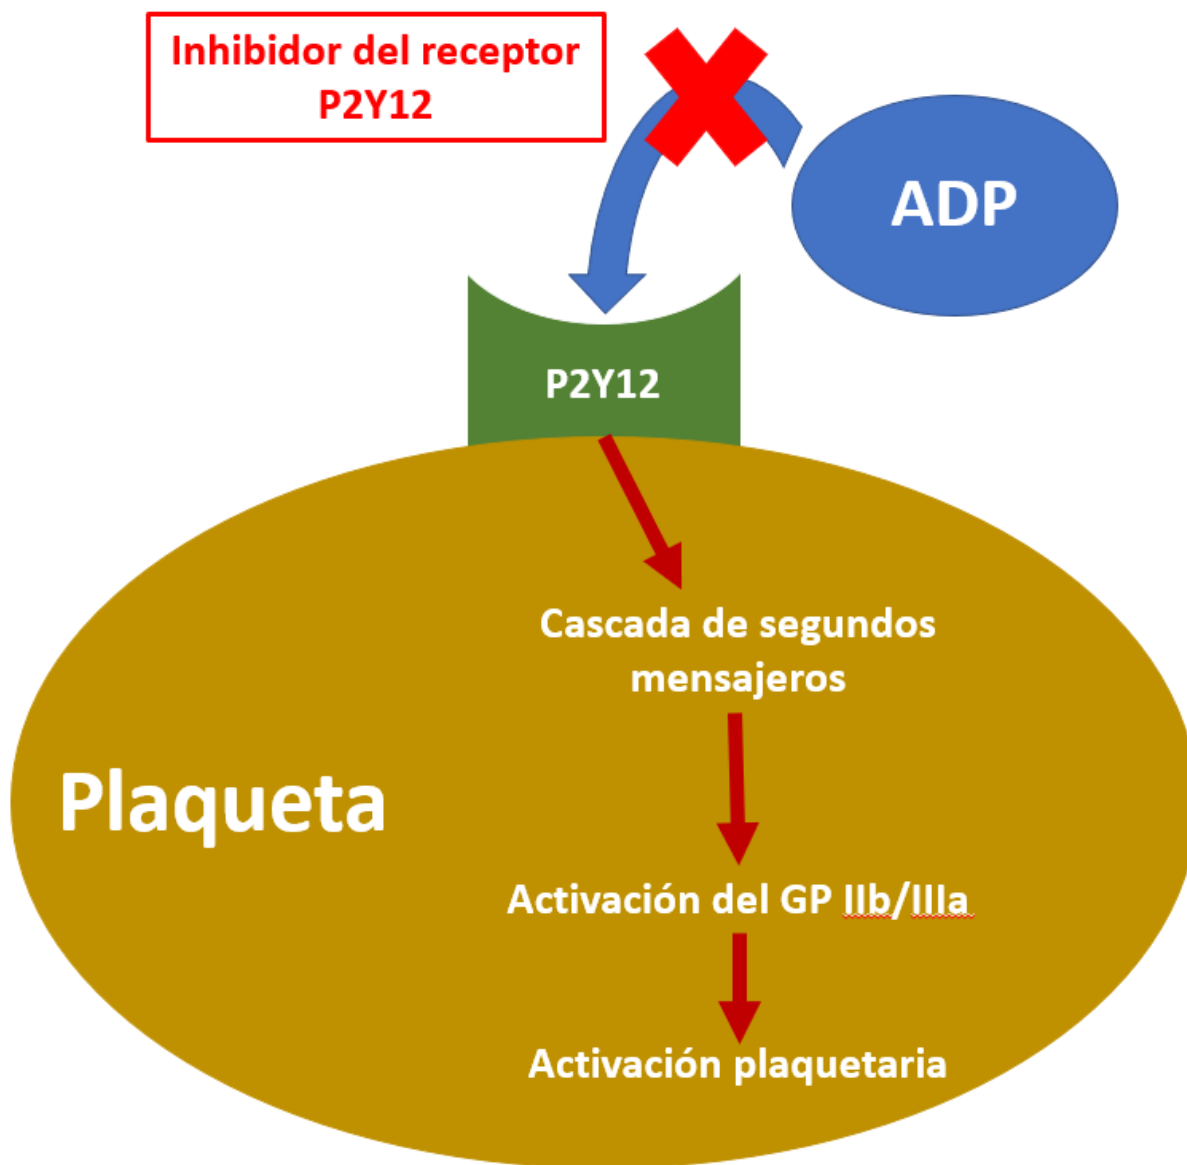 Inhibidor del receptor
P2Y12
ADP
P2Y12
Cascada de segundos
mensajeros
Plaqueta
Activación del GP IIb/IIIa
Activación plaquetaria